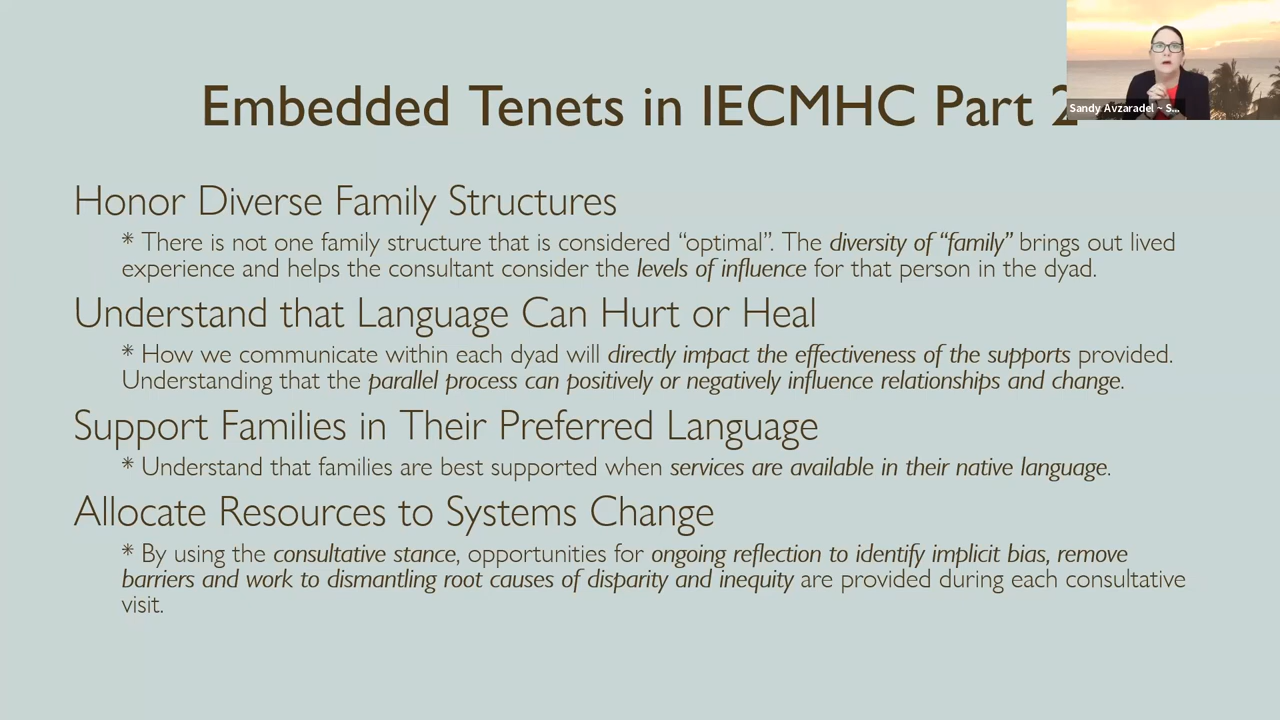 Sandy Avzaradel ~ S...
Embedded Tenets in IECMHC Part 2
Honor Diverse Family Structures
* There is not one family structure that is considered “optimal”. The diversity of “family” brings out lived
experience and helps the consultant consider the levels of influence for that person in the dyad.
Understand that Language Can Hurt or Heal
* How we communicate within each dyad will directly impact the effectiveness of the supports provided.
Understanding that the parallel process can positively or negatively influence relationships and change.
Support Families in Their Preferred Language
* Understand that families are best supported when services are available in their native language.
Allocate Resources to Systems Change
* By using the consultative stance, opportunities for ongoing reflection to identify implicit bias, remove
barriers and work to dismantling root causes of disparity and inequity are provided during each consultative
visit.